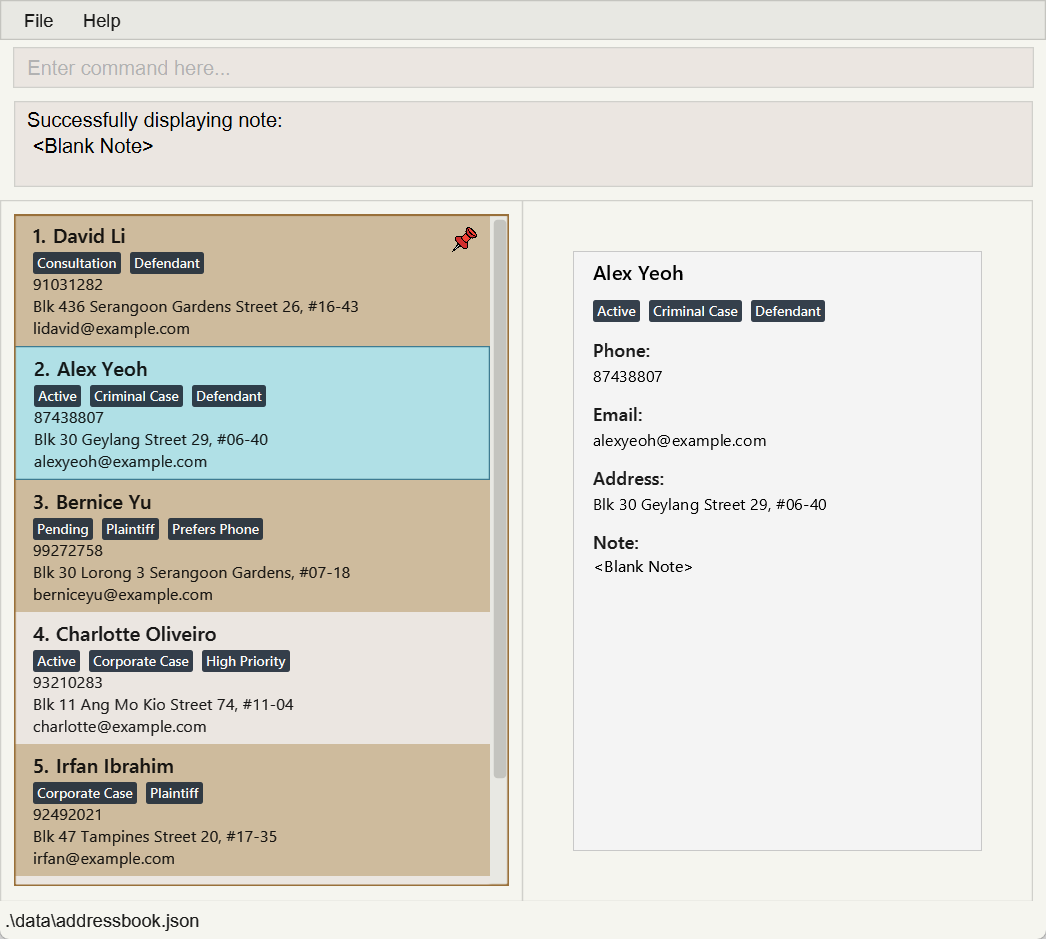 File Help
Enter command here...
Successfully displaying note:
<Blank Note>
1. David Li
Consultation Defendant
91031282
Blk 436 Serangoon Gardens Street 26, #16-43
lidavid@example.com
2. Alex Yeoh
Active Criminal Case Defendant
87438807
Blk 30 Geylang Street 29, #06-40
alexyeoh@example.com
3. Bernice Yu
Pending Plaintiff Prefers Phone
99272758
Blk 30 Lorong 3 Serangoon Gardens, #07-18
berniceyu@example.com
4. Charlotte Oliveiro
Active Corporate Case High Priority
93210283
Blk 11 Ang Mo Kio Street 74, #11-04
charlotte@example.com
5. Irfan Ibrahim
Corporate Case Plaintiff
92492021
Blk 47 Tampines Street 20, #17-35
irfan@example.com
Alex Yeoh
Active Criminal Case Defendant
Phone:
87438807
Email:
alexyeoh@example.com
Address:
Blk 30 Geylang Street 29, #06-40
Note:
<Blank Note>
.\data\addressbook.json